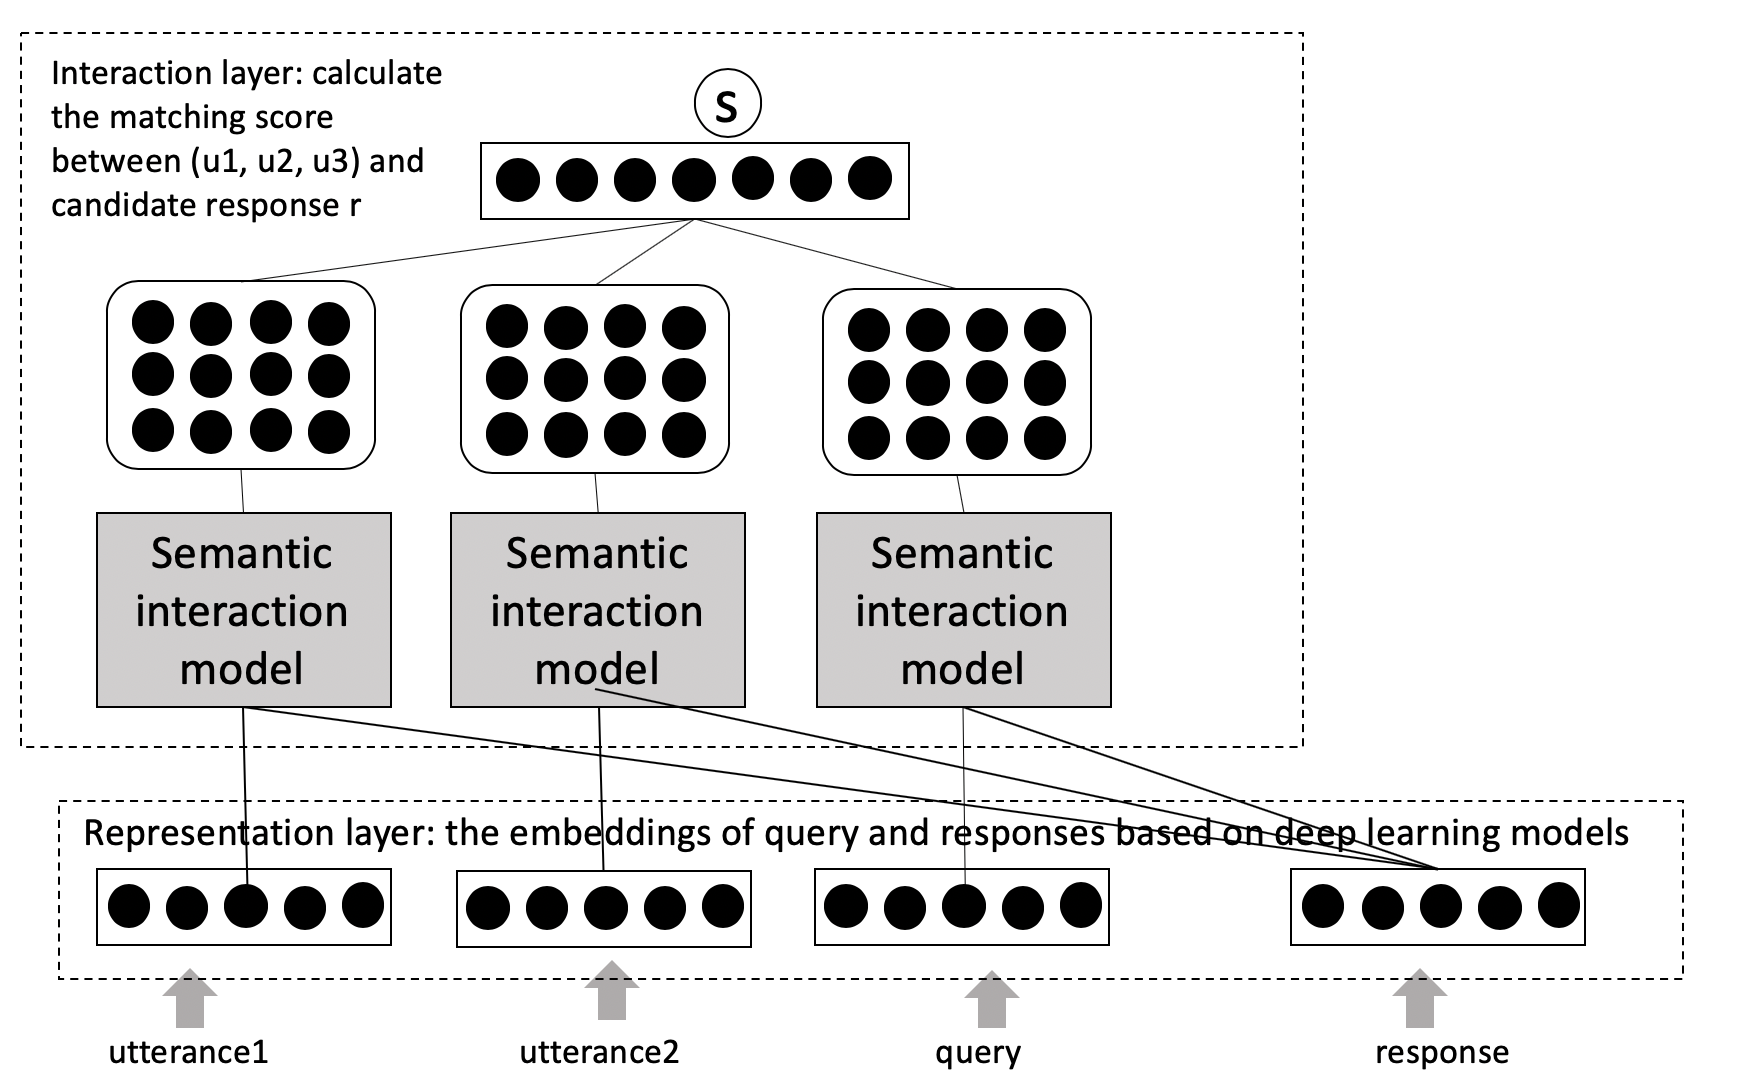 Interaction layer: calculate
the matching score
between (u1, u2, u3) and
candidate response r
S
Semantic
interaction
model
Semantic
interaction
model
Semantic
interaction
model
Representation layer: the embeddings of query and responses based on deep learning models
utterance1
utterance2
query
response